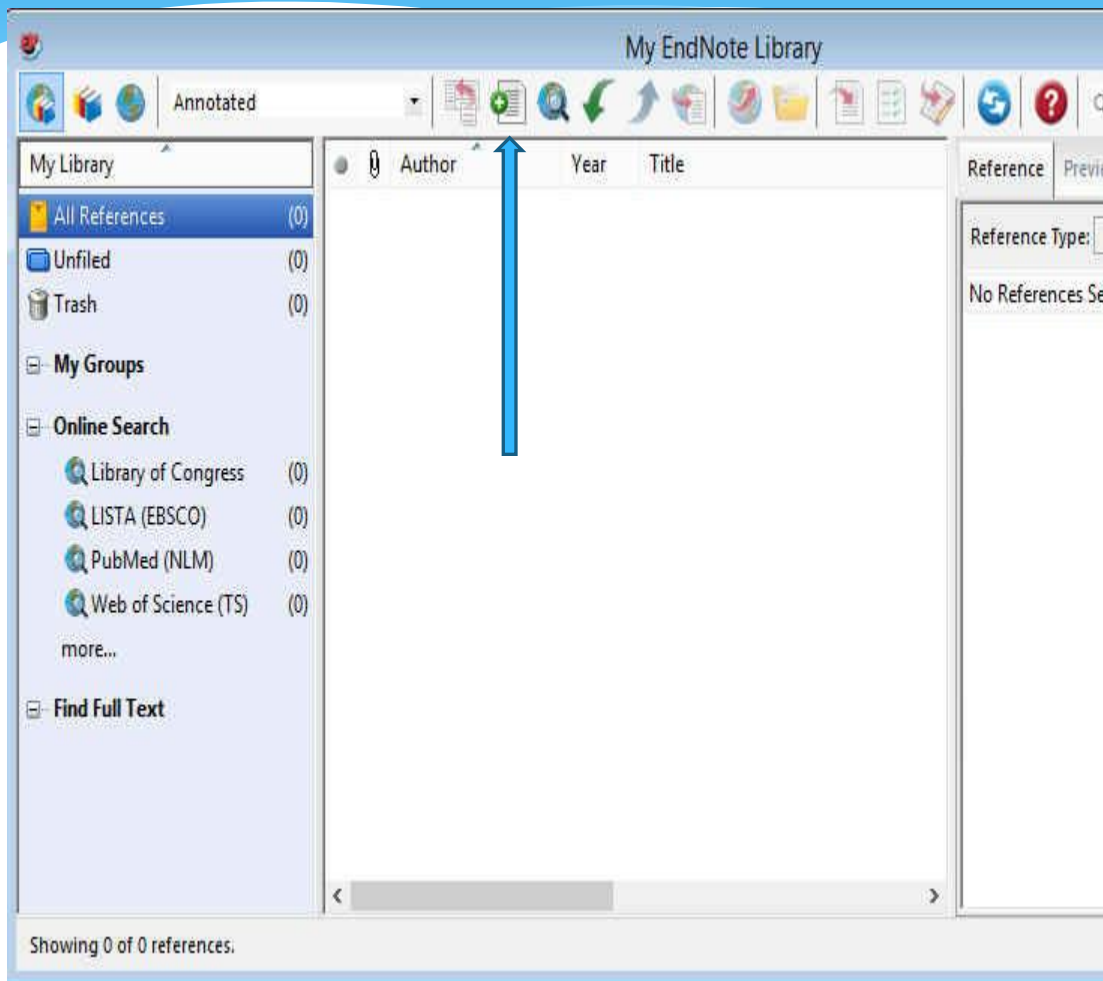 My EndNote Library
Annotated
My Library
All References (0)
Unfiled (0)
Trash (0)
My Groups
Online Search
Library of Congress (0)
LISTA (EBSCO) (0)
PubMed (NLM) (0)
Web of Science (TS) (0)
more...
Find Full Text
Author Year Title
Reference
Reference Type:
No References
Showing 0 of 0 references.